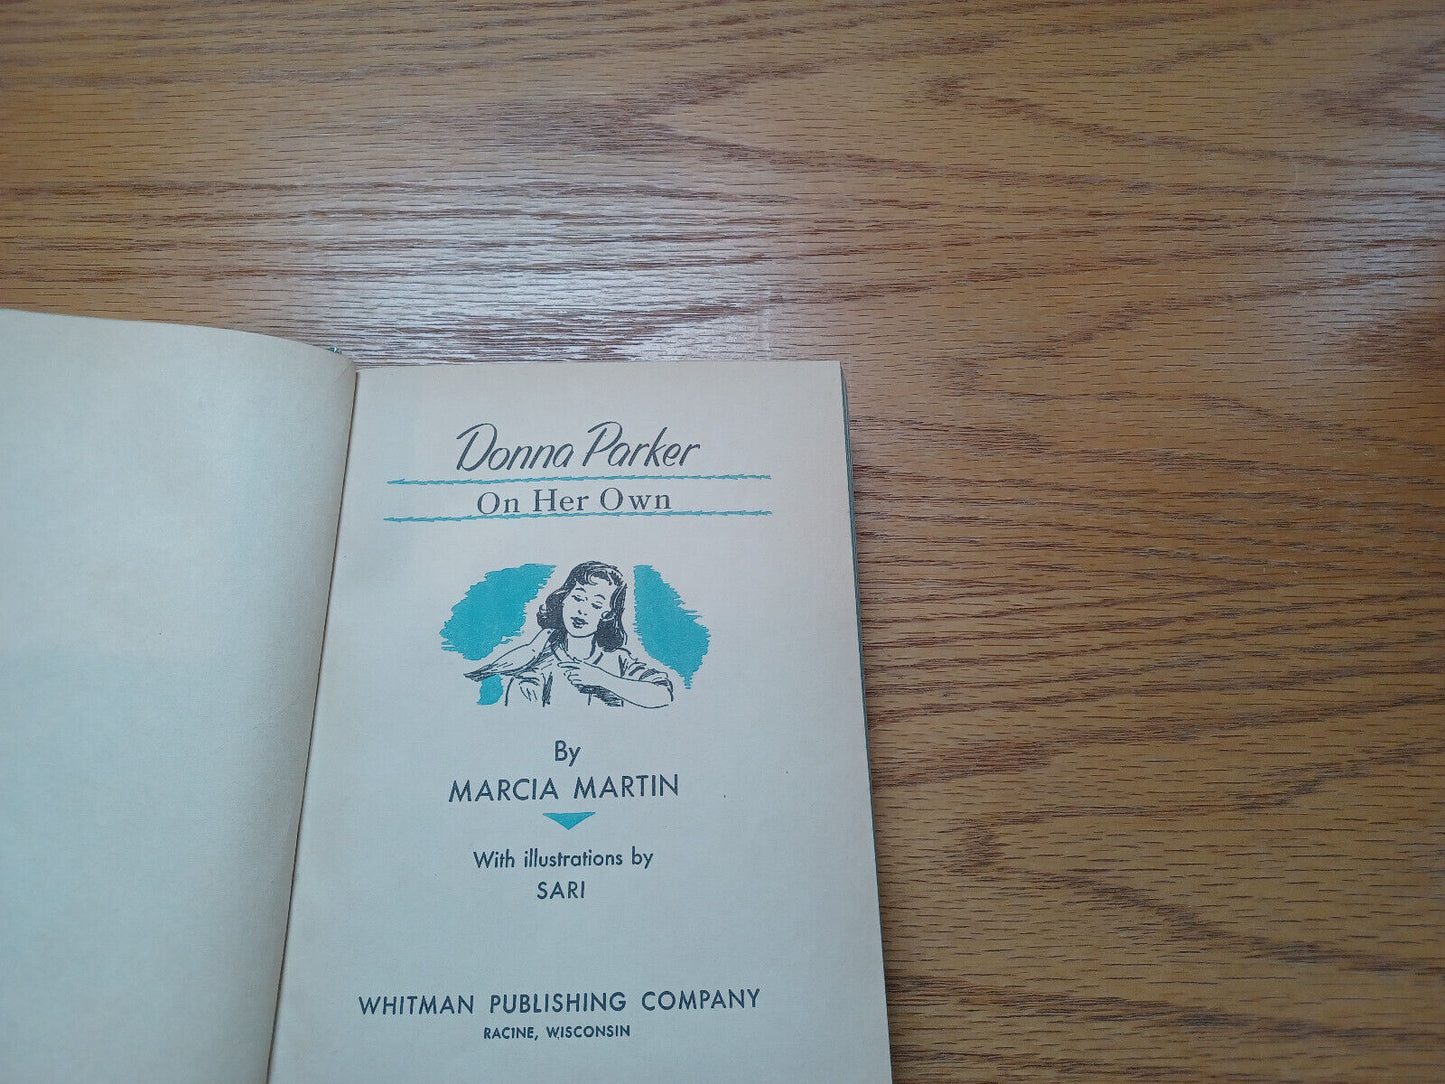 Donna Parker
On Her Own
By
MARCIA MARTIN
With illustrations by
SARI
WHITMAN PUBLISHING COMPANY
RACINE, WISCONSIN